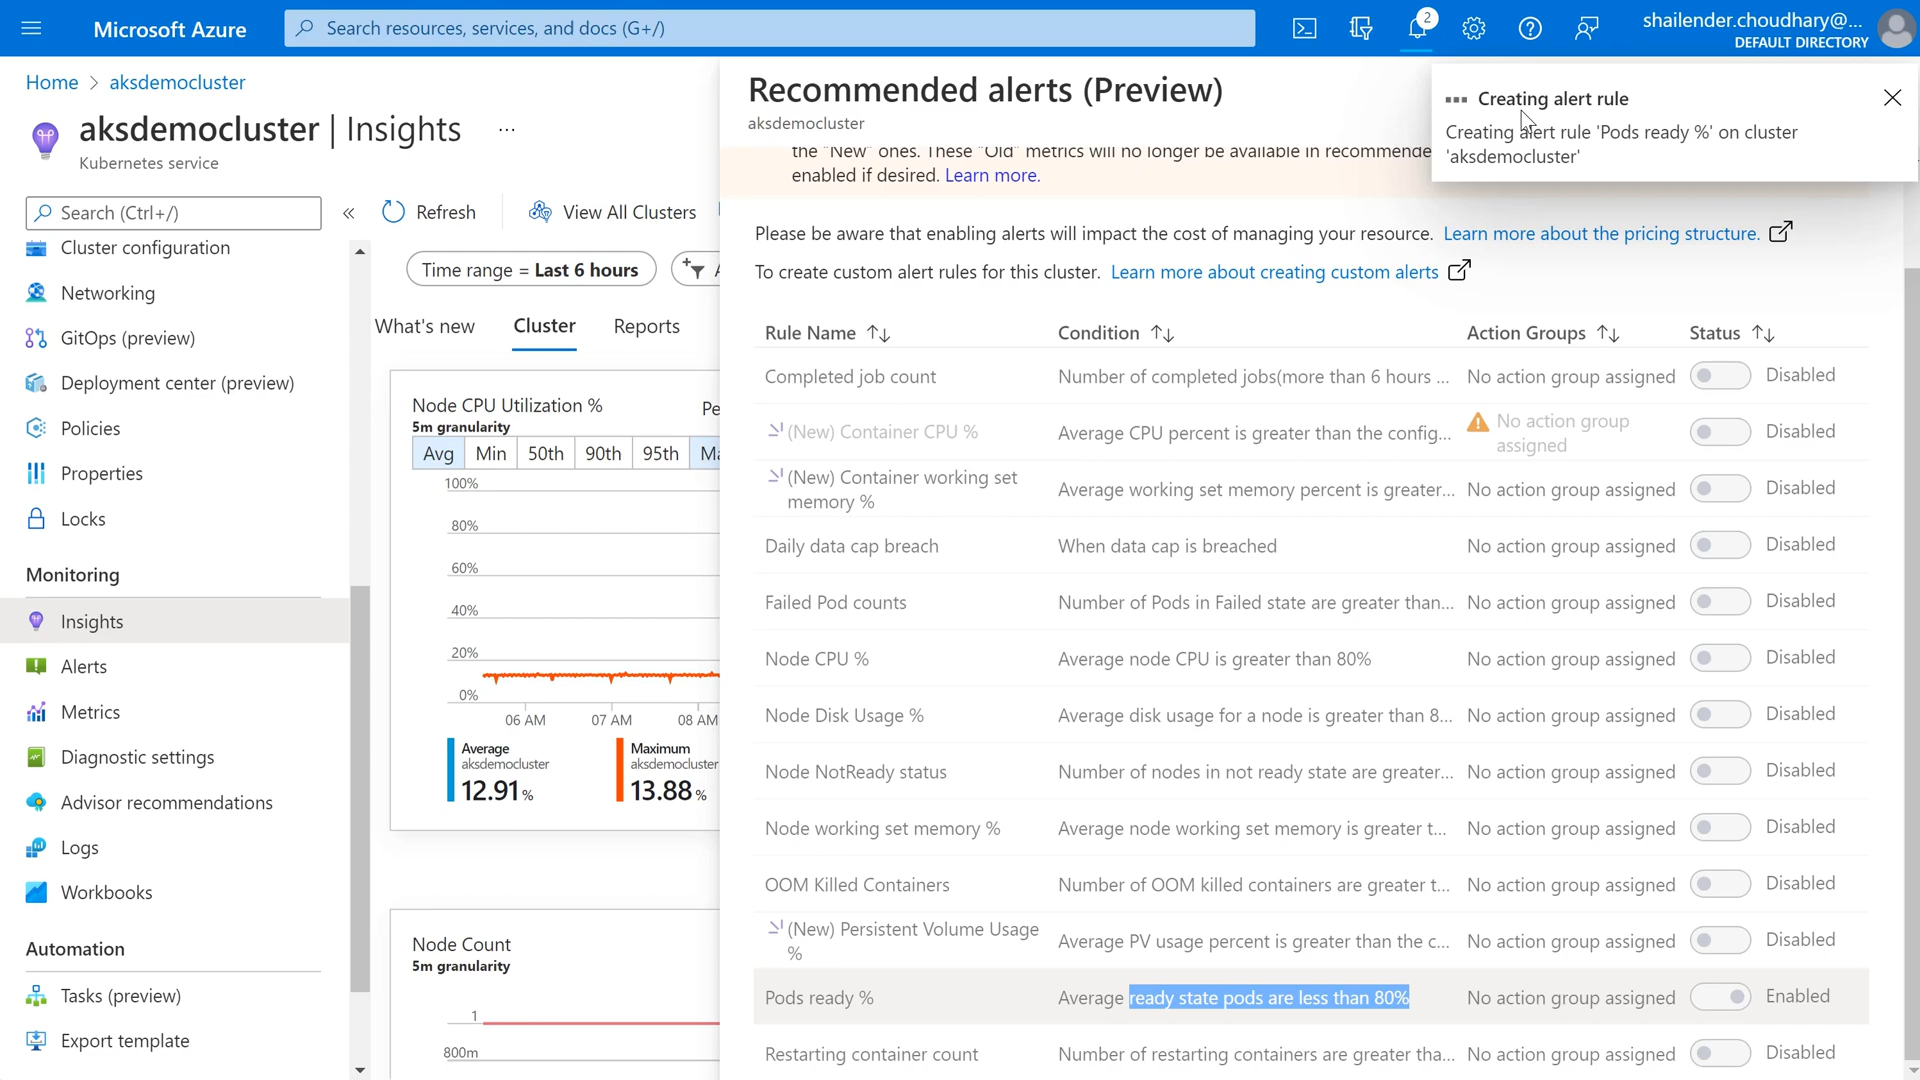 Microsoft Azure
Search resources, services, and docs (G+/)
2
shailender.choudhary@...
DEFAULT DIRECTORY
Home > aksdemocluster
aksdemocluster | Insights ...
Kubernetes service
Search (Ctrl+/)
«
Cluster configuration
Networking
GitOps (preview)
Deployment center (preview)
Policies
Properties
Locks
Monitoring
Insights
Alerts
Metrics
Diagnostic settings
Advisor recommendations
Logs
Workbooks
Automation
Tasks (preview)
Export template
Refresh
View All Clusters
Time range = Last 6 hours
What's new
Cluster
Reports
Node CPU Utilization %
5m granularity
Avg Min 50th 90th 95th
100%
80%
60%
40%
20%
0%
06 AM 07 AM 08 AM
Average
aksdemocluster
12.91 %
Maximum
aksdemocluster
13.88 %
Node Count
5m granularity
1
800m
Recommended alerts (Preview)
aksdemocluster
the "New" ones. These "Old" metrics will no longer be available in recommende
enabled if desired. Learn more.
Creating alert rule
Creating alert rule 'Pods ready %' on cluster
'aksdemocluster'
Please be aware that enabling alerts will impact the cost of managing your resource. Learn more about the pricing structure.
To create custom alert rules for this cluster. Learn more about creating custom alerts
Rule Name Condition Action Groups Status
Completed job count Number of completed jobs(more than 6 hours ... No action group assigned Disabled
(New) Container CPU % Average CPU percent is greater than the config... No action group assigned Disabled
(New) Container working set memory % Average working set memory percent is greater... No action group assigned Disabled
Daily data cap breach When data cap is breached No action group assigned Disabled
Failed Pod counts Number of Pods in Failed state are greater than... No action group assigned Disabled
Node CPU % Average node CPU is greater than 80% No action group assigned Disabled
Node Disk Usage % Average disk usage for a node is greater than 8... No action group assigned Disabled
Node NotReady status Number of nodes in not ready state are greater... No action group assigned Disabled
Node working set memory % Average node working set memory is greater t... No action group assigned Disabled
OOM Killed Containers Number of OOM killed containers are greater t... No action group assigned Disabled
(New) Persistent Volume Usage % Average PV usage percent is greater than the c... No action group assigned Disabled
Pods ready % Average ready state pods are less than 80% No action group assigned Enabled
Restarting container count Number of restarting containers are greater tha... No action group assigned Disabled